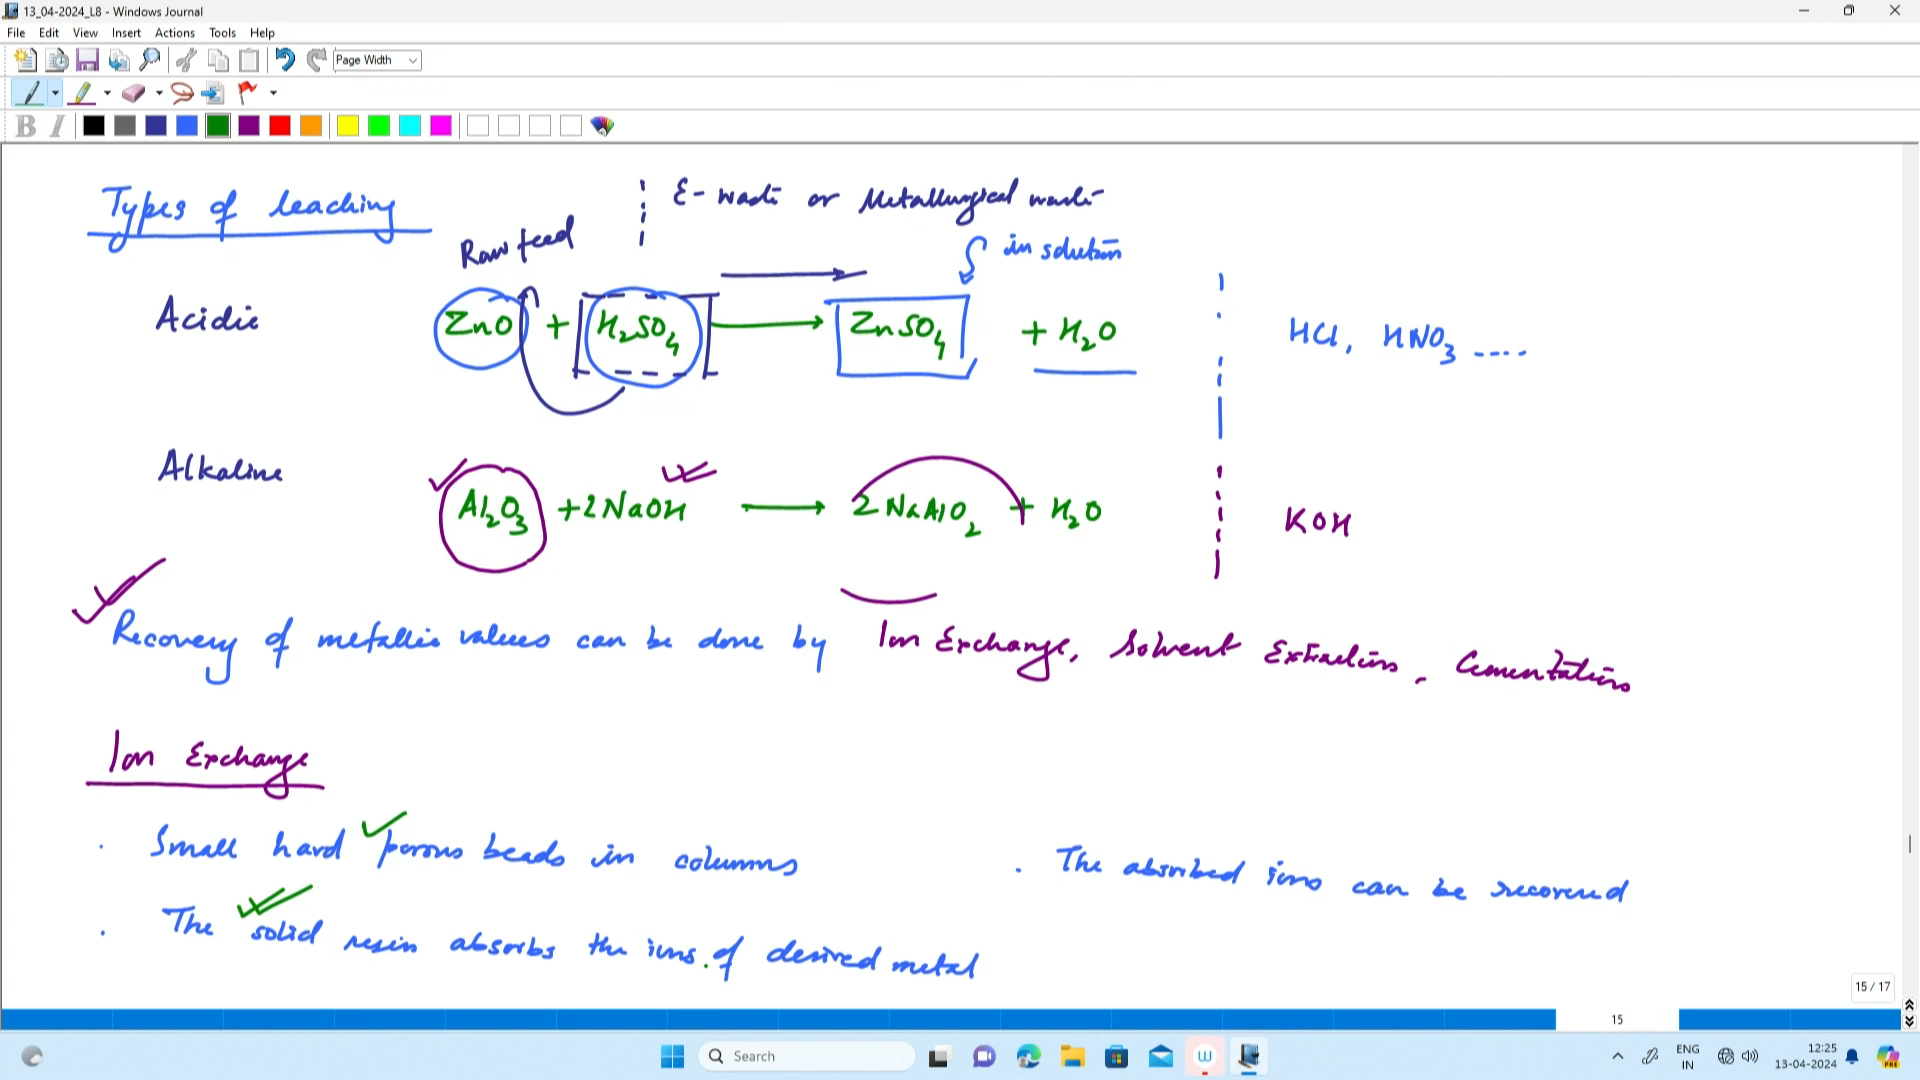 13_04-2024_L8 - Windows Journal
File Edit View Insert Actions Tools Help
Page Width
B I
Types of leaching
E-waste or Metallurgical waste
Raw feed
in solution
Acidic ZnO + H2SO4 → ZnSO4 + H2O HCl, HNO3 ----
Alkaline Al2O3 + 2NaOH → 2NaAlO2 + H2O KOH
Recovery of metallic values can be done by Ion Exchange, Solvent Extraction, Cementation
Ion Exchange
. Small hard porous beads in columns
. The absorbed ions can be recovered
. The solid resin absorbs the ions of desired metal
15 / 17
15
Search
ENG
IN
12:25
13-04-2024